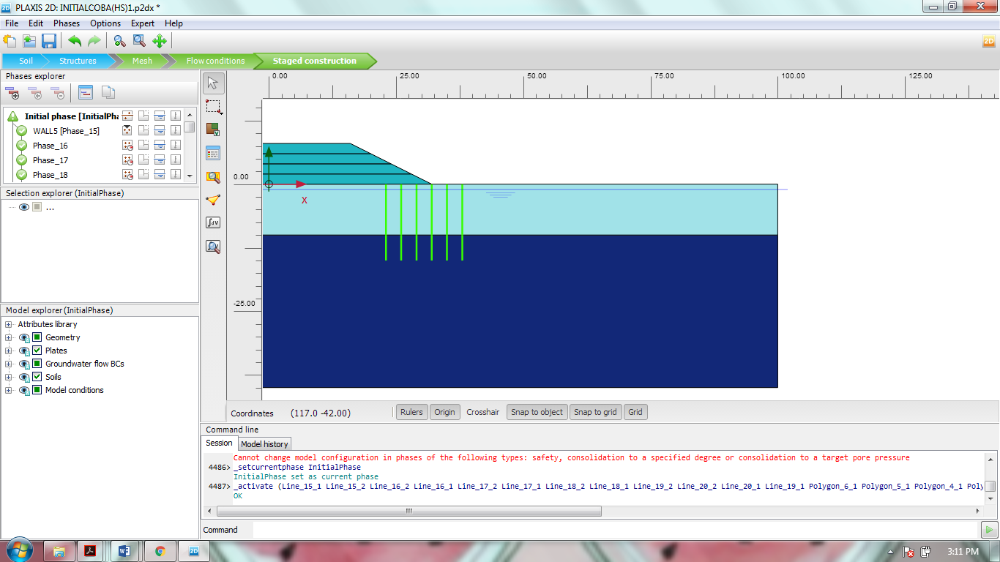 PLAXIS 2D: INITIALCOBA(HS)1.p2dx *
File Edit Phases Options Expert Help
Soil Structures Mesh Flow conditions Staged construction
Phases explorer
Initial phase [InitialPha
WALL5 [Phase_15]
Phase_16
Phase_17
Phase_18
Selection explorer (InitialPhase)
...
Model explorer (InitialPhase)
Attributes library
Geometry
Plates
Groundwater flow BCs
Soils
Model conditions
0.00 25.00 50.00 75.00 100.00 125.00
0.00
-25.00
X
Coordinates (117.0 -42.00) Rulers Origin Crosshair Snap to object Snap to grid Grid
Command line
Session Model history
Cannot change model configuration in phases of the following types: safety, consolidation to a specified degree or consolidation to a target pore pressure
4486> _setcurrentphase InitialPhase
InitialPhase set as current phase
4487> _activate (Line_15_1 Line_15_2 Line_16_2 Line_16_1 Line_17_2 Line_17_1 Line_18_2 Line_18_1 Line_19_2 Line_20_2 Line_20_1 Line_19_1 Polygon_6_1 Polygon_5_1 Polygon_4_1 Poly
OK
Command
3:11 PM